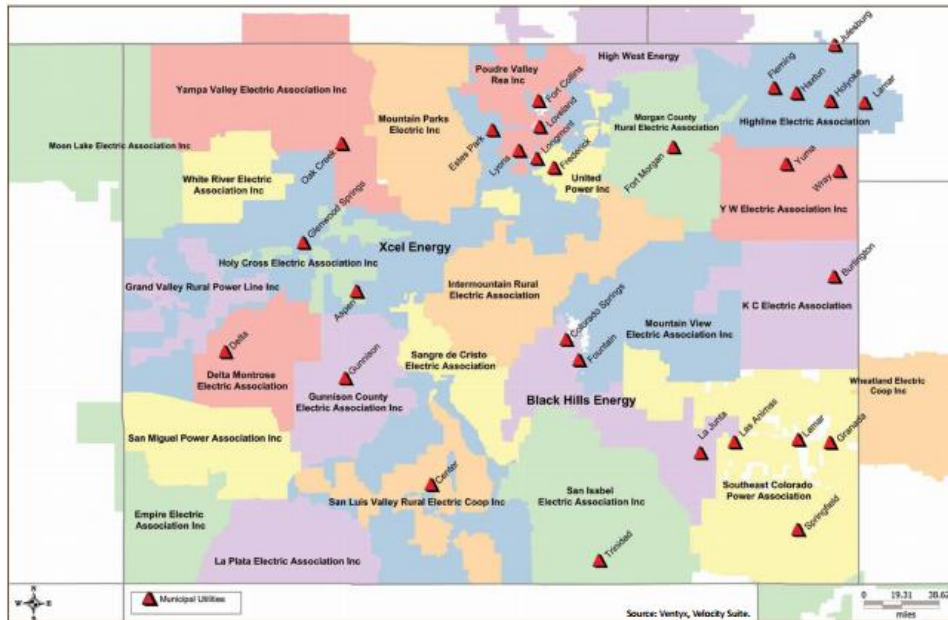 Julesburg
High West Energy
Fleming
Haxtun
Holyoke
Lamar
Poudre Valley
Rea Inc
Fort Collins
Yampa Valley Electric Association Inc
Mountain Parks
Electric Inc
Loveland
Morgan County
Rural Electric Association
Highline Electric Association
Estes Park
Longmont
Moon Lake Electric Association Inc
Oak Creek
Lyons
Frederick
Fort Morgan
Yuma
Wray
White River Electric
Association Inc
United
Power Inc
Y W Electric Association Inc
Glenwood Springs
Xcel Energy
Holy Cross Electric Association Inc
Burlington
Grand Valley Rural Power Line Inc
Intermountain Rural
Electric Association
Aspen
K C Electric Association
Colorado Springs
Mountain View
Electric Association Inc
Delta
Fountain
Sangre de Cristo
Electric Association
Gunnison
Delta Montrose
Electric Association
Wheatland Electric
Coop Inc
Gunnison County
Electric Association Inc
Black Hills Energy
San Miguel Power Association Inc
La Junta
Las Animas
Lamar
Granada
Center
San Luis Valley Rural Electric Coop Inc
San Isabel
Electric Association Inc
Southeast Colorado
Power Association
Empire Electric
Association Inc
Springfield
La Plata Electric Association Inc
Trinidad
N
W E
S
Municipal Utilities
Source: Ventyx, Velocity Suite.
0 19.31 38.62
miles